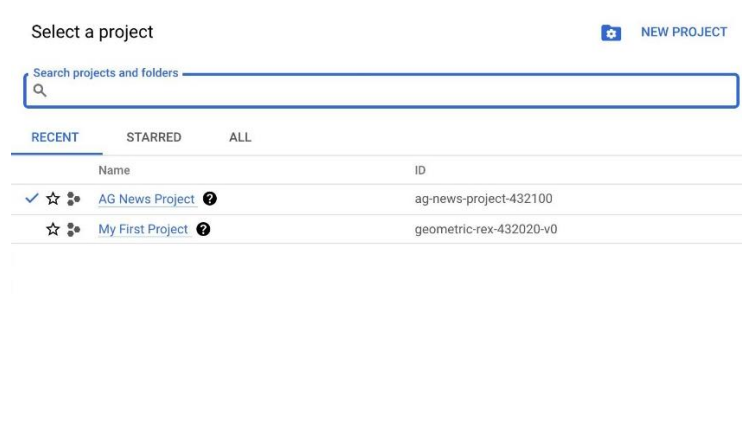 Select a project
NEW PROJECT
Search projects and folders
RECENT STARRED ALL
Name ID
AG News Project ? ag-news-project-432100
My First Project ? geometric-rex-432020-v0